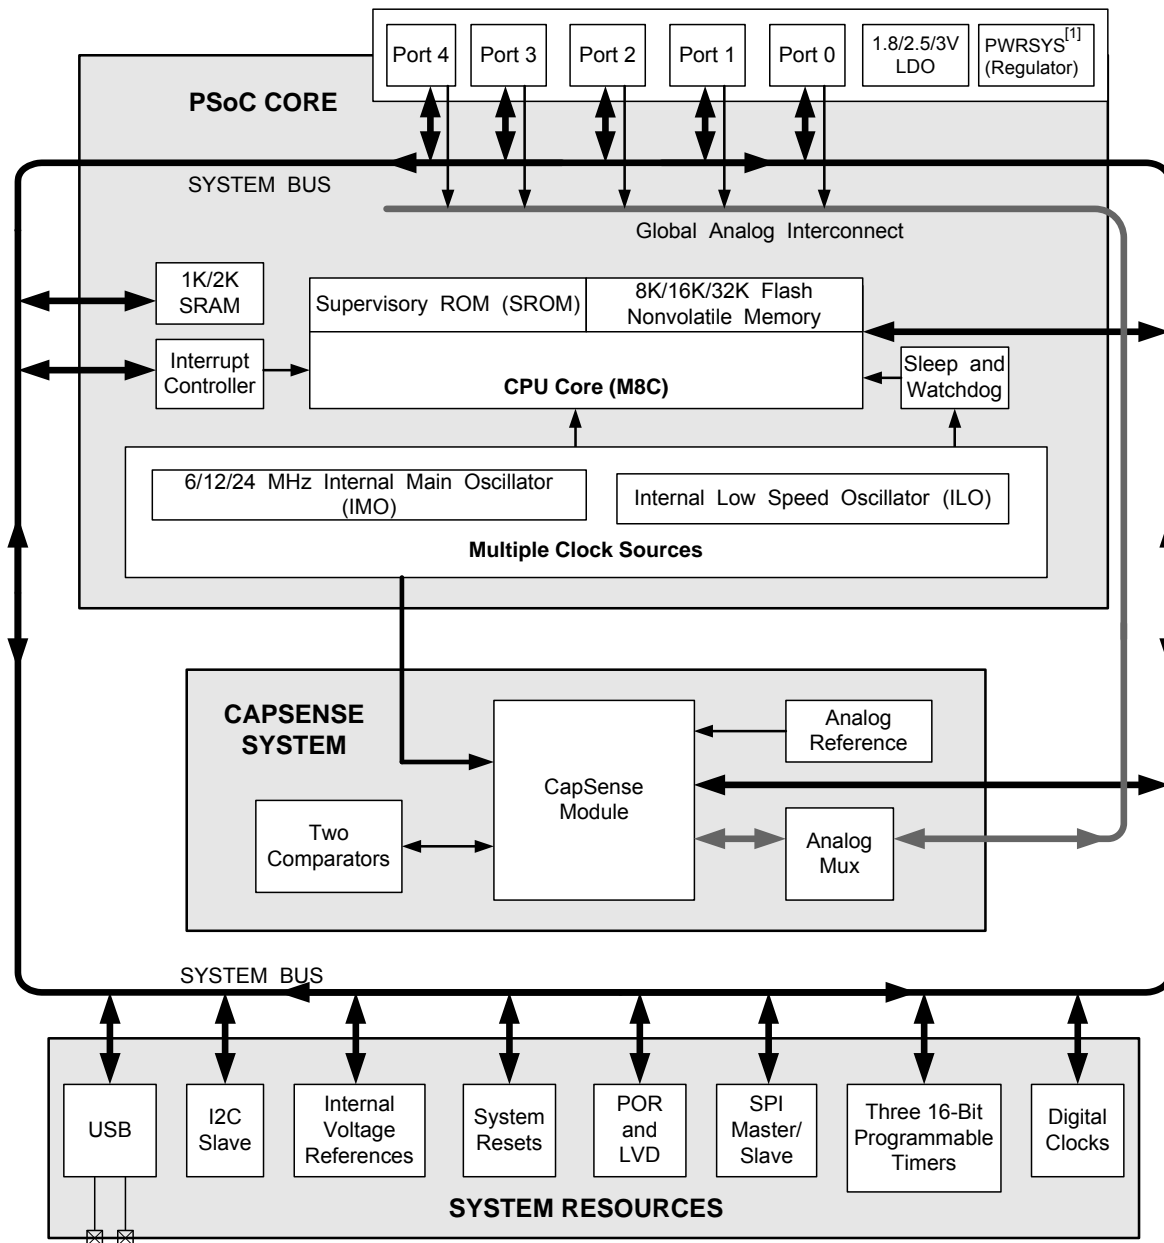 Port 4
Port 3
Port 2
Port 1
Port 0
1.8/2.5/3V
LDO
PWRSYS[1]
(Regulator)
PSoC CORE
SYSTEM BUS
Global Analog Interconnect
1K/2K
SRAM
Supervisory ROM (SROM)
8K/16K/32K Flash
Nonvolatile Memory
Interrupt
Controller
CPU Core (M8C)
Sleep and
Watchdog
6/12/24 MHz Internal Main Oscillator
(IMO)
Internal Low Speed Oscillator (ILO)
Multiple Clock Sources
CAPSENSE
SYSTEM
CapSense
Module
Analog
Reference
Two
Comparators
Analog
Mux
SYSTEM BUS
USB
I2C
Slave
Internal
Voltage
References
System
Resets
POR
and
LVD
SPI
Master/
Slave
Three 16-Bit
Programmable
Timers
Digital
Clocks
SYSTEM RESOURCES